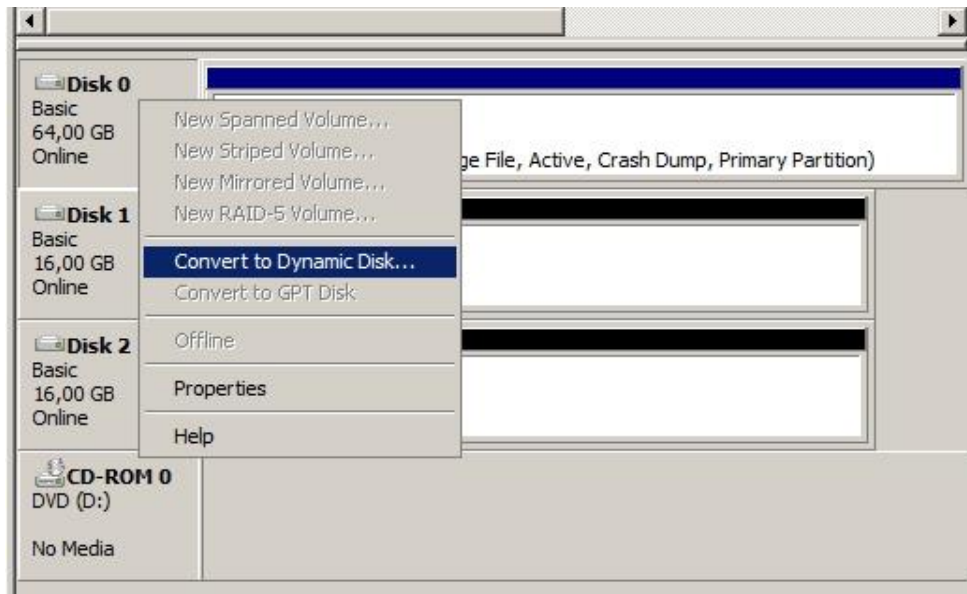 Disk 0
Basic
64,00 GB
Online
ge File, Active, Crash Dump, Primary Partition)
New Spanned Volume...
New Striped Volume...
New Mirrored Volume...
New RAID-5 Volume...
Convert to Dynamic Disk...
Convert to GPT Disk
Offline
Properties
Help
Disk 1
Basic
16,00 GB
Online
Disk 2
Basic
16,00 GB
Online
CD-ROM 0
DVD (D:)
No Media